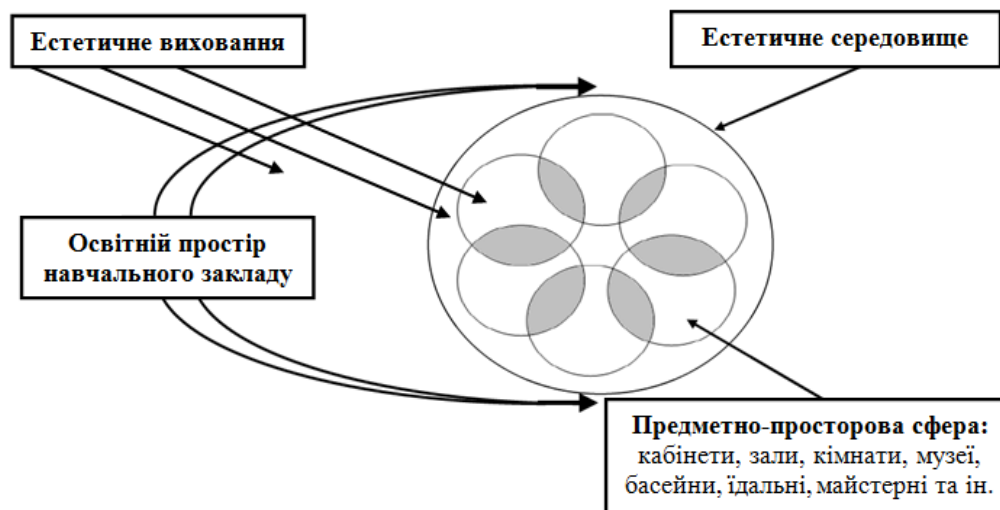 Естетичне виховання
Естетичне середовище
Освітній простір
навчального закладу
Предметно-просторова сфера:
кабінети, зали, кімнати, музеї,
басейни, їдальні, майстерні та ін.